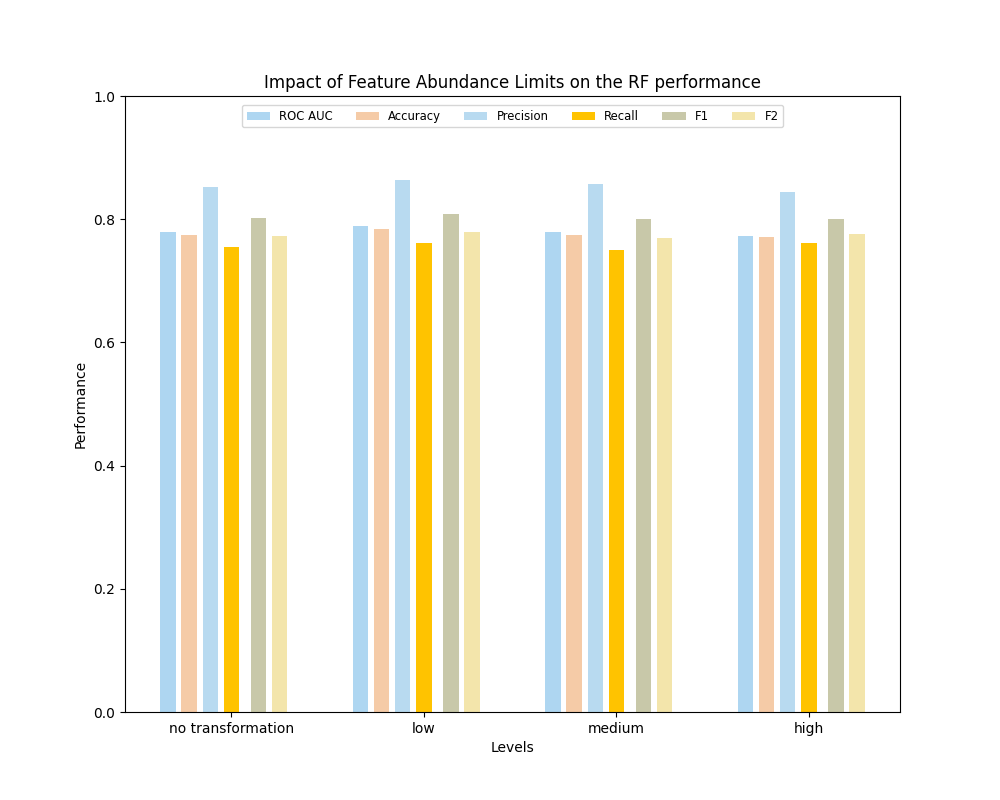 Impact of Feature Abundance Limits on the RF performance
ROC AUC Accuracy Precision Recall F1 F2
1.0
0.8
0.6
0.4
0.2
0.0
Performance
no transformation low medium high
Levels